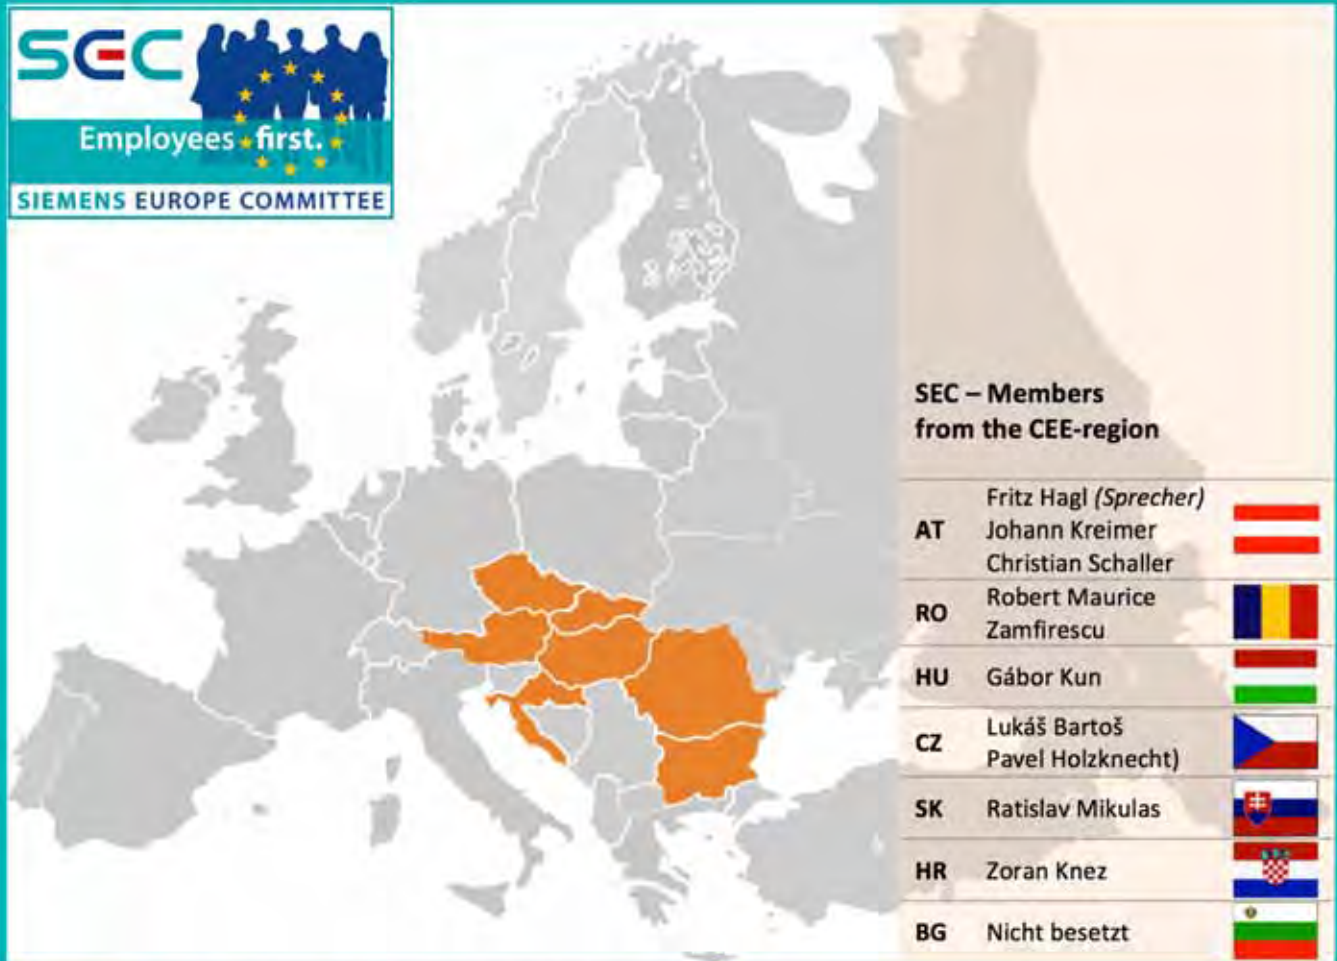 SEC
Employees first.
SIEMENS EUROPE COMMITTEE
SEC – Members
from the CEE-region
AT
Fritz Hagl (Sprecher)
Johann Kreimer
Christian Schaller
RO
Robert Maurice
Zamfirescu
HU
Gábor Kun
CZ
Lukáš Bartoš
Pavel Holzknecht)
SK
Ratislav Mikulas
HR
Zoran Knez
BG
Nicht besetzt